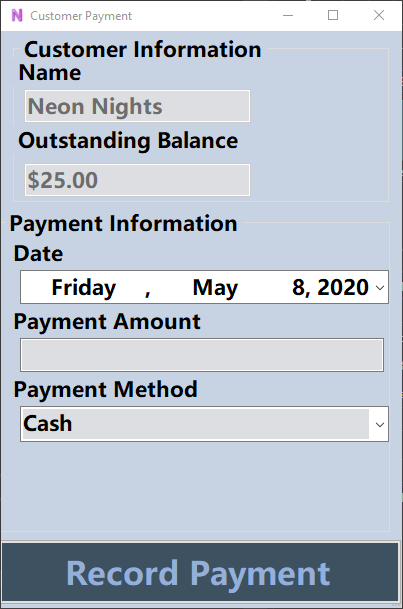 Customer Payment
Customer Information
Name
Neon Nights
Outstanding Balance
$25.00
Payment Information
Date
Friday , May 8, 2020
Payment Amount
Payment Method
Cash
Record Payment